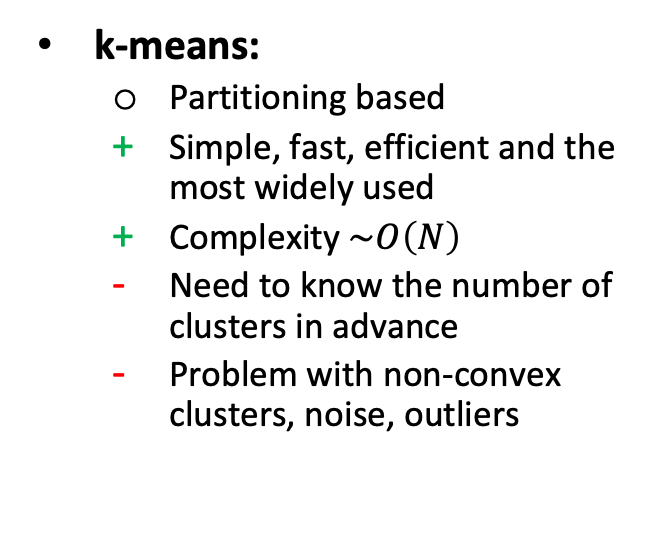 • k-means:
○ Partitioning based
+ Simple, fast, efficient and the
most widely used
+ Complexity ~O(N)
- Need to know the number of
clusters in advance
- Problem with non-convex
clusters, noise, outliers